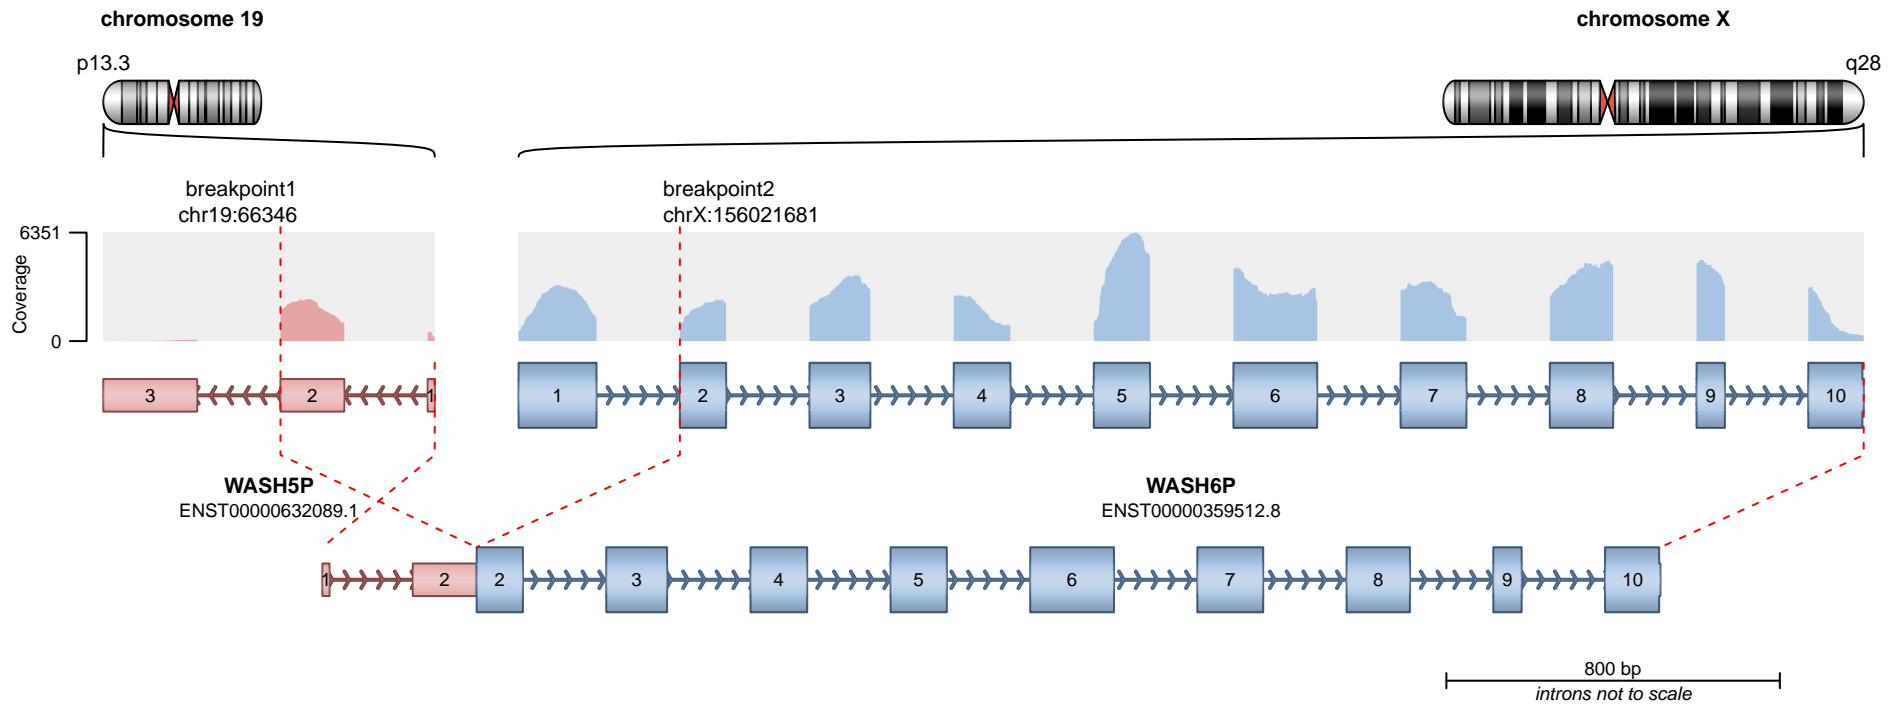 chromosome 19
chromosome X
p13.3
q28
breakpoint1
chr19:66346
breakpoint2
chrX:156021681
6351
Coverage
0
3 2 1
1 2 3 4 5 6 7 8 9 10
WASH5P
ENST00000632089.1
WASH6P
ENST00000359512.8
1 2 2 3 4 5 6 7 8 9 10
800 bp
introns not to scale